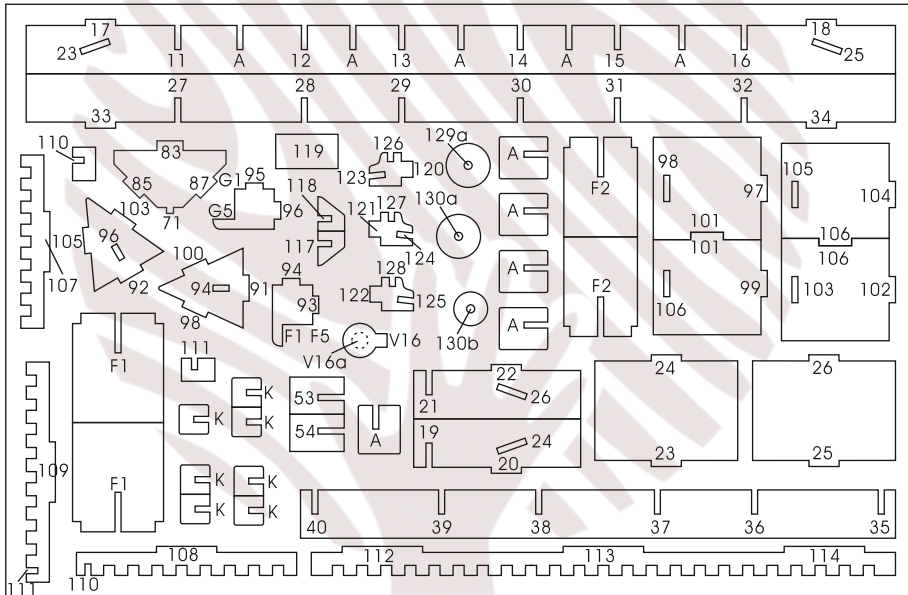 17 18
23 11 A 12 A 13 A 14 A 15 A 16 25
27 28 29 30 31 32
33 34
110 83 119 126 129a A F2 98 105
85 87 G1 95 118 123 120 130a 97 104
103 G5 96 121 127 A
71 117 124 101 106
105 96 100 101 106
107 92 94 91 94 128 A F2 99
98 93 122 125 106 103 102
F1 F5 V16 130b A
F1 111 V16a
K 53 22 24 26
K 21 26
K 54 A 19 24
109 20 23 25
F1 K K
K K
40 39 38 37 36 35
108 112 113 114
111 110